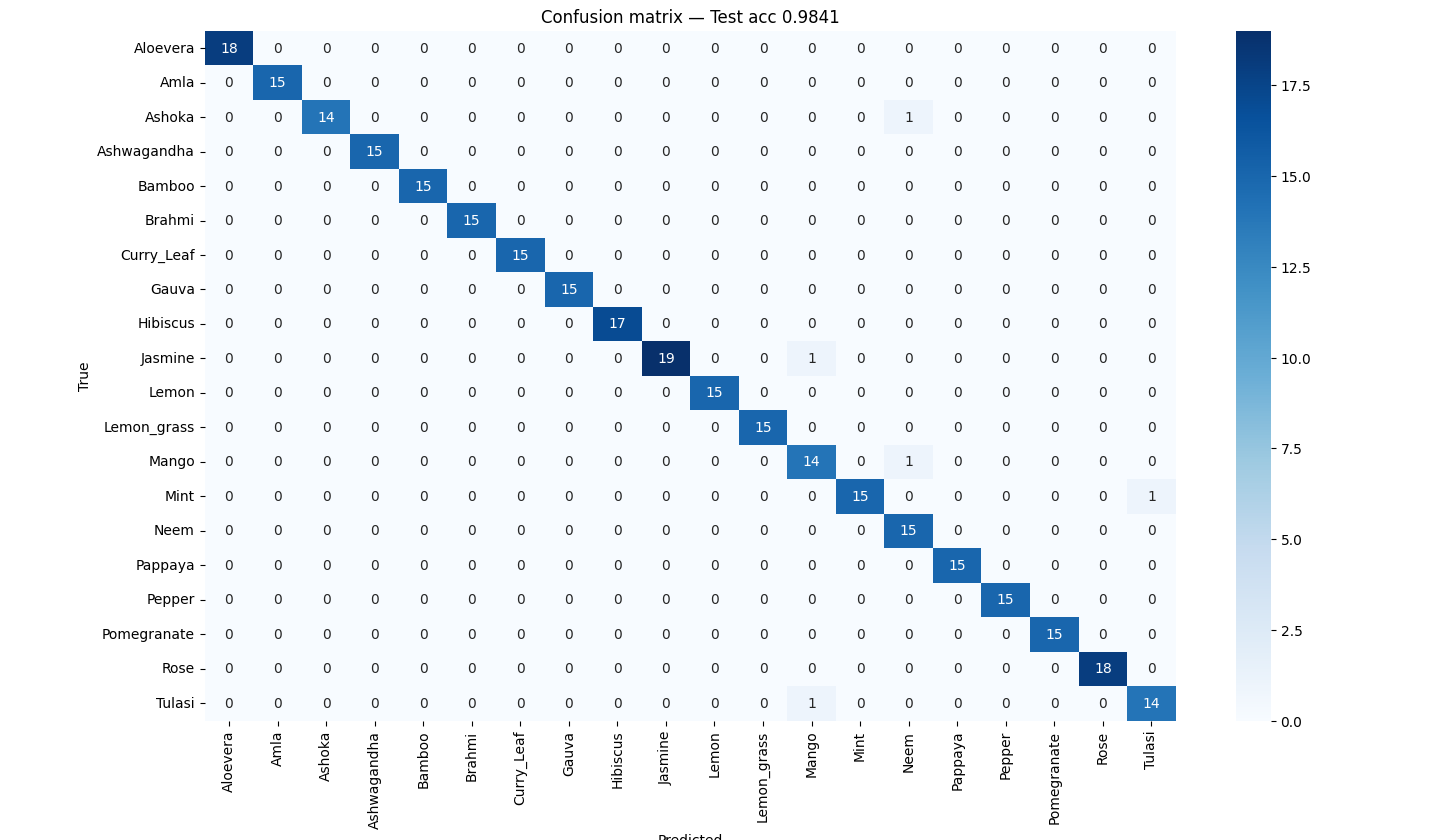 Confusion matrix — Test acc 0.9841
Aloevera 18 0 0 0 0 0 0 0 0 0 0 0 0 0 0 0 0 0 0 0
Amla 0 15 0 0 0 0 0 0 0 0 0 0 0 0 0 0 0 0 0 0
Ashoka 0 0 14 0 0 0 0 0 0 0 0 0 0 0 1 0 0 0 0 0
Ashwagandha 0 0 0 15 0 0 0 0 0 0 0 0 0 0 0 0 0 0 0 0
Bamboo 0 0 0 0 15 0 0 0 0 0 0 0 0 0 0 0 0 0 0 0
Brahmi 0 0 0 0 0 15 0 0 0 0 0 0 0 0 0 0 0 0 0 0
Curry_Leaf 0 0 0 0 0 0 15 0 0 0 0 0 0 0 0 0 0 0 0 0
Gauva 0 0 0 0 0 0 0 15 0 0 0 0 0 0 0 0 0 0 0 0
Hibiscus 0 0 0 0 0 0 0 0 17 0 0 0 0 0 0 0 0 0 0 0
Jasmine 0 0 0 0 0 0 0 0 0 19 0 0 1 0 0 0 0 0 0 0
Lemon 0 0 0 0 0 0 0 0 0 0 15 0 0 0 0 0 0 0 0 0
Lemon_grass 0 0 0 0 0 0 0 0 0 0 0 15 0 0 0 0 0 0 0 0
Mango 0 0 0 0 0 0 0 0 0 0 0 0 14 0 1 0 0 0 0 0
Mint 0 0 0 0 0 0 0 0 0 0 0 0 0 15 0 0 0 0 0 1
Neem 0 0 0 0 0 0 0 0 0 0 0 0 0 0 15 0 0 0 0 0
Pappaya 0 0 0 0 0 0 0 0 0 0 0 0 0 0 0 15 0 0 0 0
Pepper 0 0 0 0 0 0 0 0 0 0 0 0 0 0 0 0 15 0 0 0
Pomegranate 0 0 0 0 0 0 0 0 0 0 0 0 0 0 0 0 0 15 0 0
Rose 0 0 0 0 0 0 0 0 0 0 0 0 0 0 0 0 0 0 18 0
Tulasi 0 0 0 0 0 0 0 0 0 0 0 0 1 0 0 0 0 0 0 14
True
Aloevera
Amla
Ashoka
Ashwagandha
Bamboo
Brahmi
Curry_Leaf
Gauva
Hibiscus
Jasmine
Lemon
Lemon_grass
Mango
Mint
Neem
Pappaya
Pepper
Pomegranate
Rose
Tulasi
Predicted
17.5
15.0
12.5
10.0
7.5
5.0
2.5
0.0